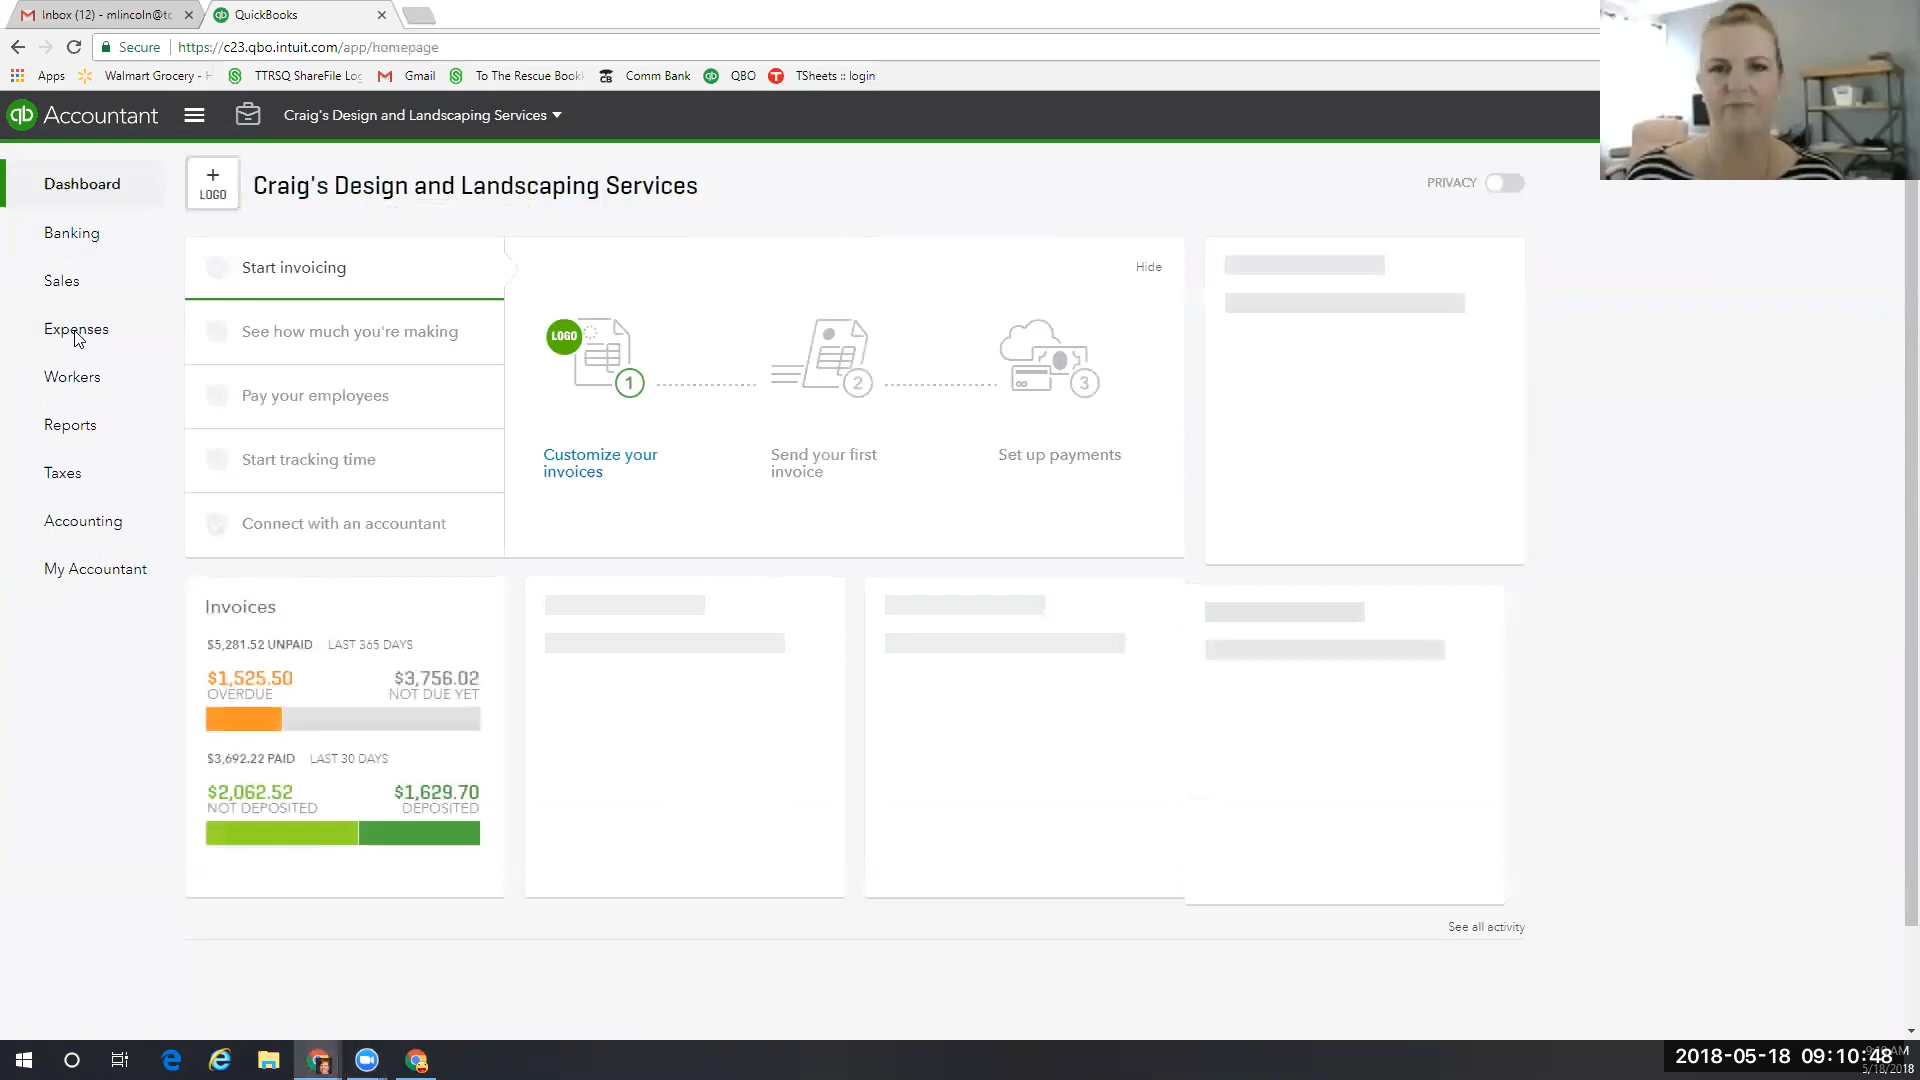 Inbox (12) - mlincoln@tc
QuickBooks
Secure
https://c23.qbo.intuit.com/app/homepage
Apps
Walmart Grocery - H
TTRSQ ShareFile Log
Gmail
To The Rescue Book
Comm Bank
QBO
TSheets :: login
qb Accountant
Craig's Design and Landscaping Services
Dashboard
Banking
Sales
Expenses
Workers
Reports
Taxes
Accounting
My Accountant
+
LOGO
Craig's Design and Landscaping Services
PRIVACY
Start invoicing
See how much you're making
Pay your employees
Start tracking time
Connect with an accountant
Hide
LOGO
1
2
3
Customize your
invoices
Send your first
invoice
Set up payments
Invoices
$5,281.52 UNPAID LAST 365 DAYS
$1,525.50 $3,756.02
OVERDUE NOT DUE YET
$3,692.22 PAID LAST 30 DAYS
$2,062.52 $1,629.70
NOT DEPOSITED DEPOSITED
See all activity
2018-05-18 09:10:48
5/18/2018